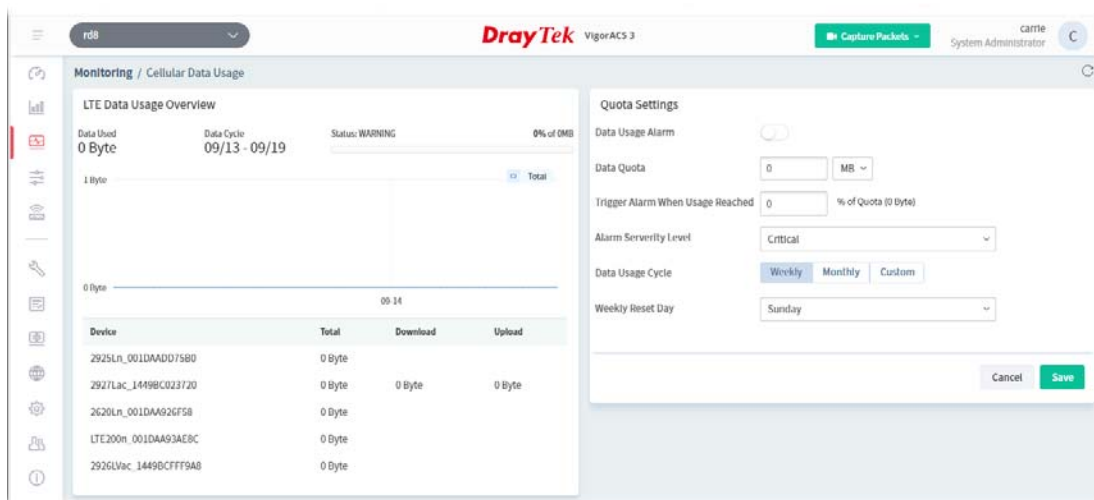 rd8
DrayTek VigorACS 3
Capture Packets
carrie
System Administrator
C
Monitoring / Cellular Data Usage
LTE Data Usage Overview
Data Used
0 Byte
Data Cycle
09/13 - 09/19
Status: WARNING
0% of 0MB
1 Byte
Total
0 Byte
09-14
Device Total Download Upload
2925Ln_001DAADD75B0 0 Byte
2927Lac_1449BC023720 0 Byte 0 Byte 0 Byte
2620Ln_001DAA926F58 0 Byte
LTE200n_001DAA93AE8C 0 Byte
2926LVac_1449BCFFF9A8 0 Byte
Quota Settings
Data Usage Alarm
Data Quota 0 MB
Trigger Alarm When Usage Reached 0 % of Quota (0 Byte)
Alarm Serverity Level Critical
Data Usage Cycle Weekly Monthly Custom
Weekly Reset Day Sunday
Cancel Save